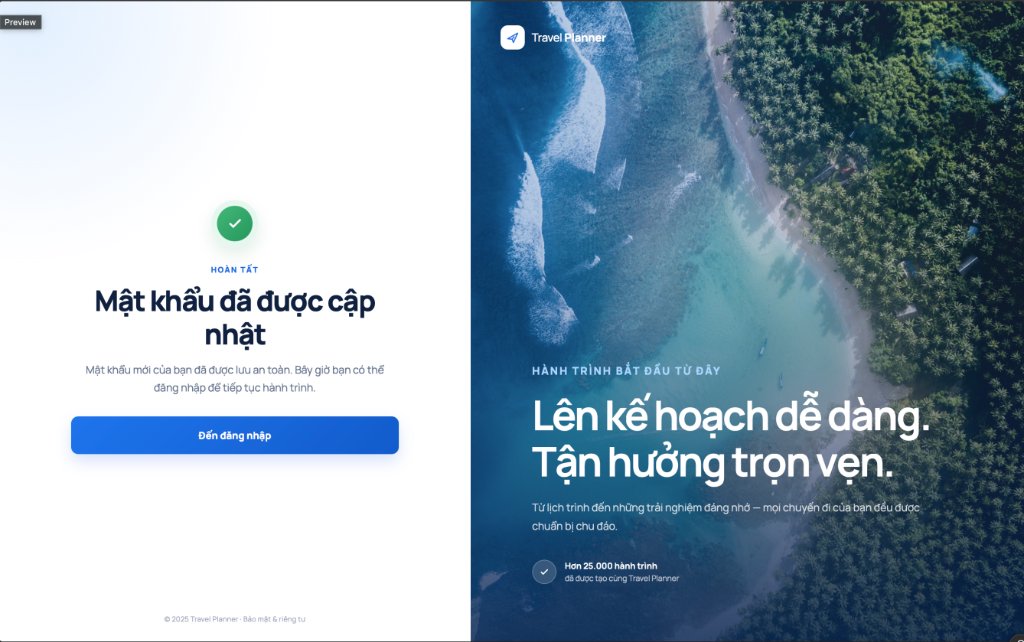 Preview
HOÀN TẤT
Mật khẩu đã được cập
nhật
Mật khẩu mới của bạn đã được lưu an toàn. Bây giờ bạn có thể
đăng nhập để tiếp tục hành trình.
Đến đăng nhập
© 2025 Travel Planner · Bảo mật & riêng tư
Travel Planner
HÀNH TRÌNH BẮT ĐẦU TỪ ĐÂY
Lên kế hoạch dễ dàng.
Tận hưởng trọn vẹn.
Từ lịch trình đến những trải nghiệm đáng nhớ — mọi chuyến đi của bạn đều được
chuẩn bị chu đáo.
Hơn 25.000 hành trình
đã được tạo cùng Travel Planner